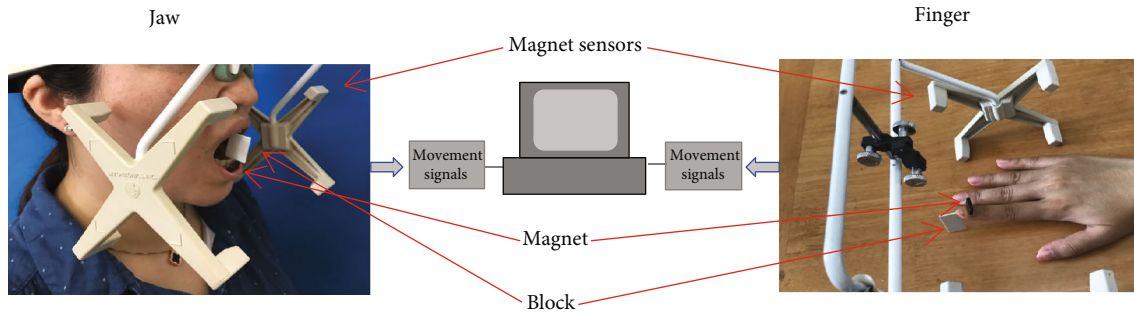 Jaw
Finger
Magnet sensors
Movement
signals
Movement
signals
Magnet
Block